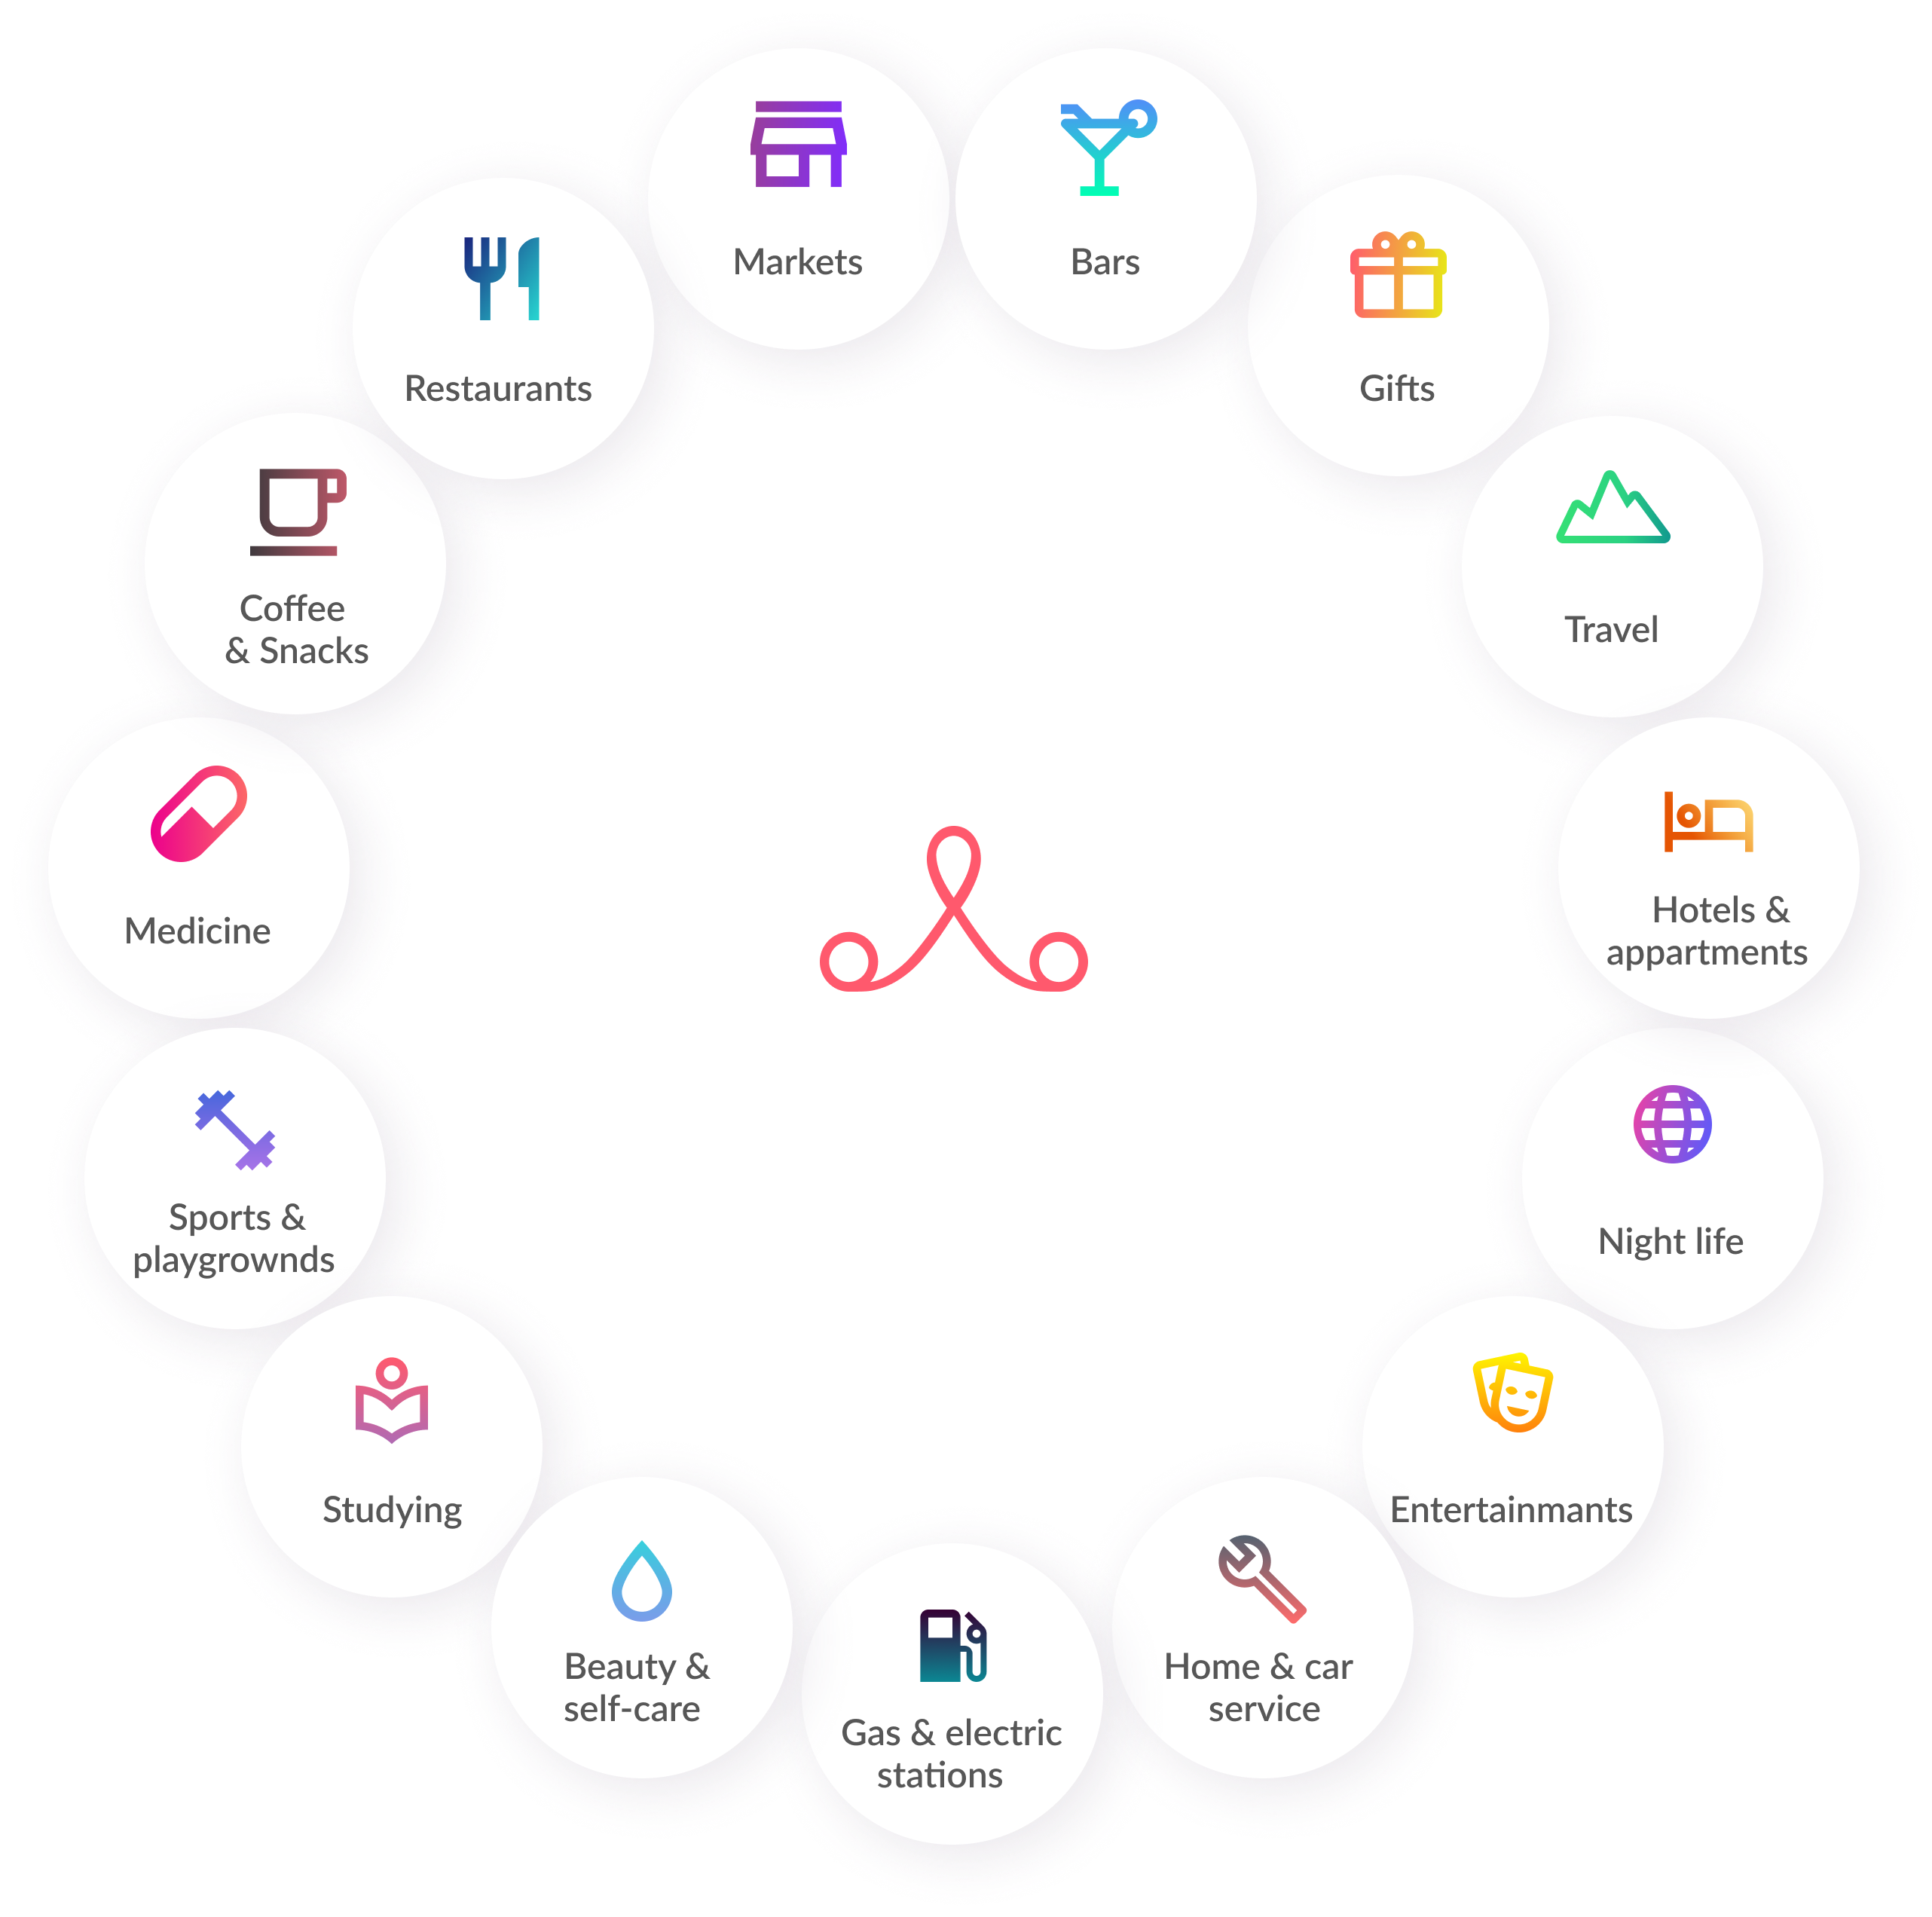 Markets
Bars
Restaurants
Gifts
Coffee
& Snacks
Travel
Medicine
Hotels &
appartments
Sports &
playgrownds
Night life
Studying
Entertainmants
Beauty &
self-care
Home & car
service
Gas & electric
stations